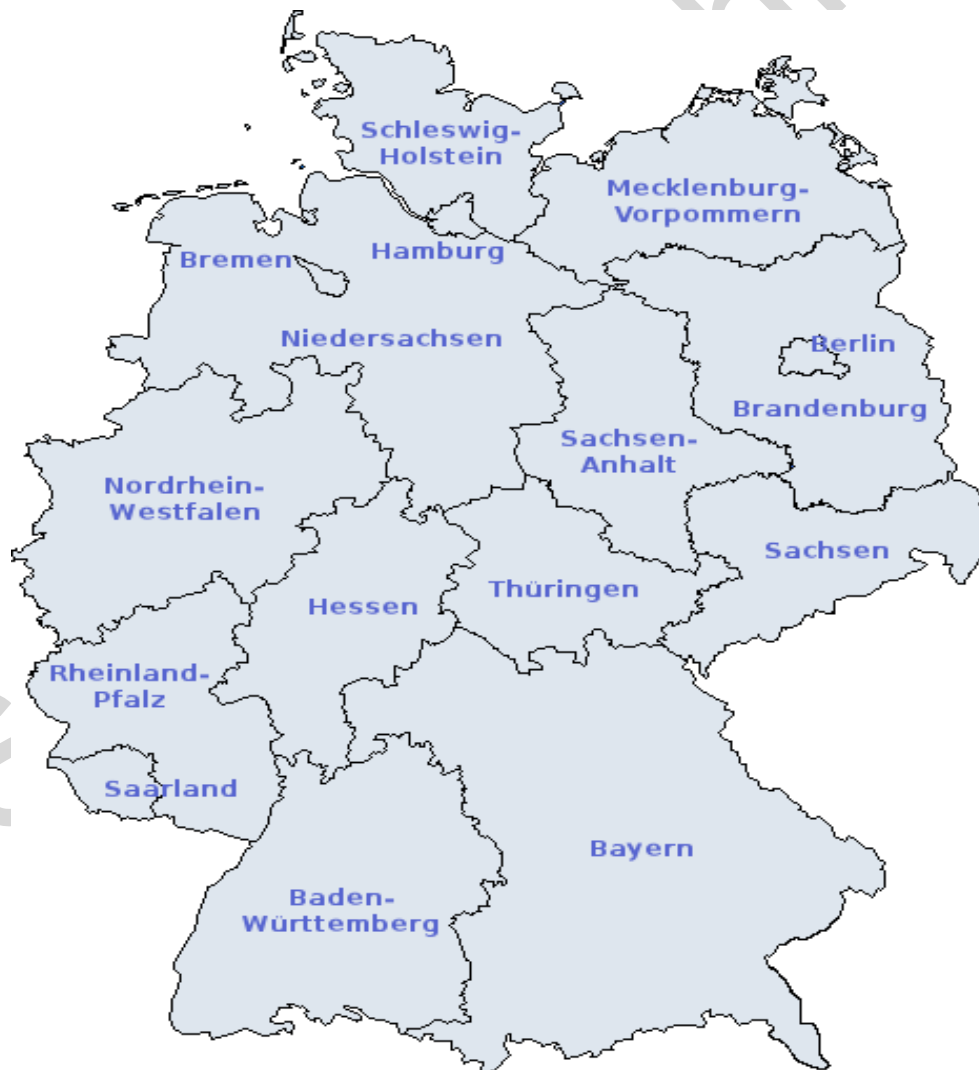 Schleswig-
Holstein
Mecklenburg-
Vorpommern
Hamburg
Bremen
Niedersachsen
Berlin
Brandenburg
Sachsen-
Anhalt
Nordrhein-
Westfalen
Sachsen
Thüringen
Hessen
Rheinland-
Pfalz
Saarland
Bayern
Baden-
Württemberg